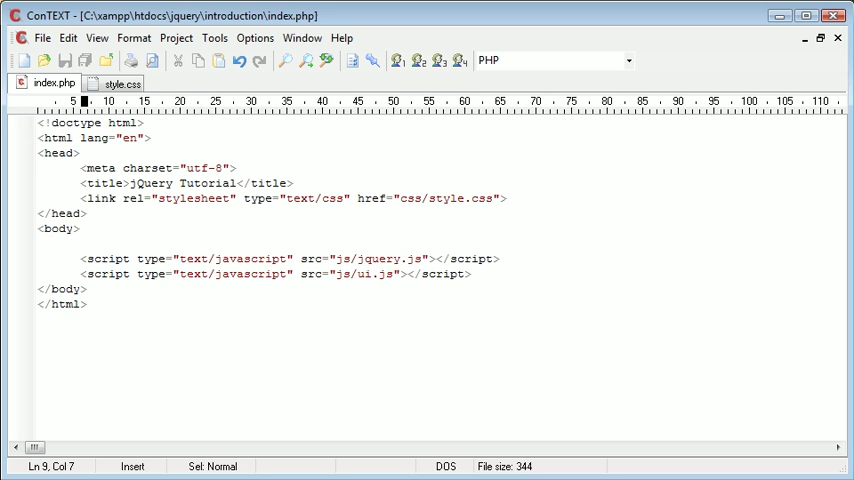 ConTEXT - [C:\xampp\htdocs\jquery\introduction\index.php]
File Edit View Format Project Tools Options Window Help
1 2 3 4 PHP
index.php style.css
5 10 15 20 25 30 35 40 45 50 55 60 65 70 75 80 85 90 95 100 105 110
<!doctype html>
<html lang="en">
<head>
<meta charset="utf-8">
<title>jQuery Tutorial</title>
<link rel="stylesheet" type="text/css" href="css/style.css">
</head>
<body>
<script type="text/javascript" src="js/jquery.js"></script>
<script type="text/javascript" src="js/ui.js"></script>
</body>
</html>
Ln 9, Col 7 Insert Sel: Normal DOS File size: 344